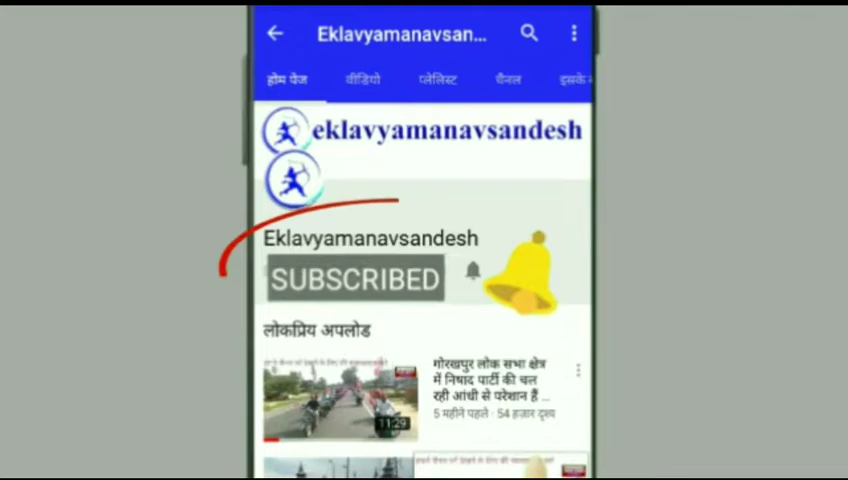 Eklavyamanavsan...
होम पेज वीडियो प्लेलिस्ट चैनल इसके
eklavyamanavsandesh
Eklavyamanavsandesh
SUBSCRIBED
लोकप्रिय अपलोड
गोरखपुर लोक सभा क्षेत्र
में निषाद पार्टी की चल
रही आंधी से परेशान हैं ...
5 महीने पहले · 54 हज़ार दृश्य
11:29